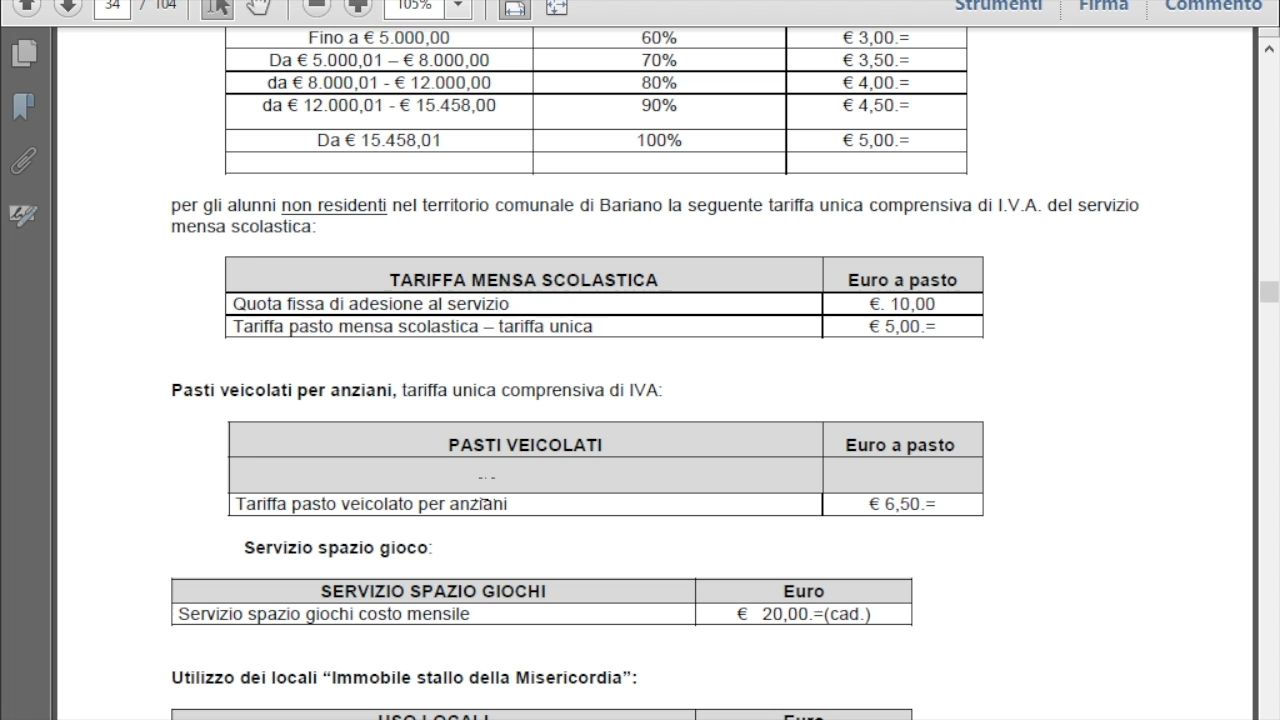 34 / 104 105% Strumenti Firma Commento
Fino a € 5.000,00 60% € 3,00.=
Da € 5.000,01 – € 8.000,00 70% € 3,50.=
da € 8.000,01 - € 12.000,00 80% € 4,00.=
da € 12.000,01 - € 15.458,00 90% € 4,50.=
Da € 15.458,01 100% € 5,00.=
per gli alunni non residenti nel territorio comunale di Bariano la seguente tariffa unica comprensiva di I.V.A. del servizio
mensa scolastica:
TARIFFA MENSA SCOLASTICA Euro a pasto
Quota fissa di adesione al servizio €. 10,00
Tariffa pasto mensa scolastica – tariffa unica € 5,00.=
Pasti veicolati per anziani, tariffa unica comprensiva di IVA:
PASTI VEICOLATI Euro a pasto
Tariffa pasto veicolato per anziani € 6,50.=
Servizio spazio gioco:
SERVIZIO SPAZIO GIOCHI Euro
Servizio spazio giochi costo mensile € 20,00.=(cad.)
Utilizzo dei locali “Immobile stallo della Misericordia”:
USO LOCALI Euro